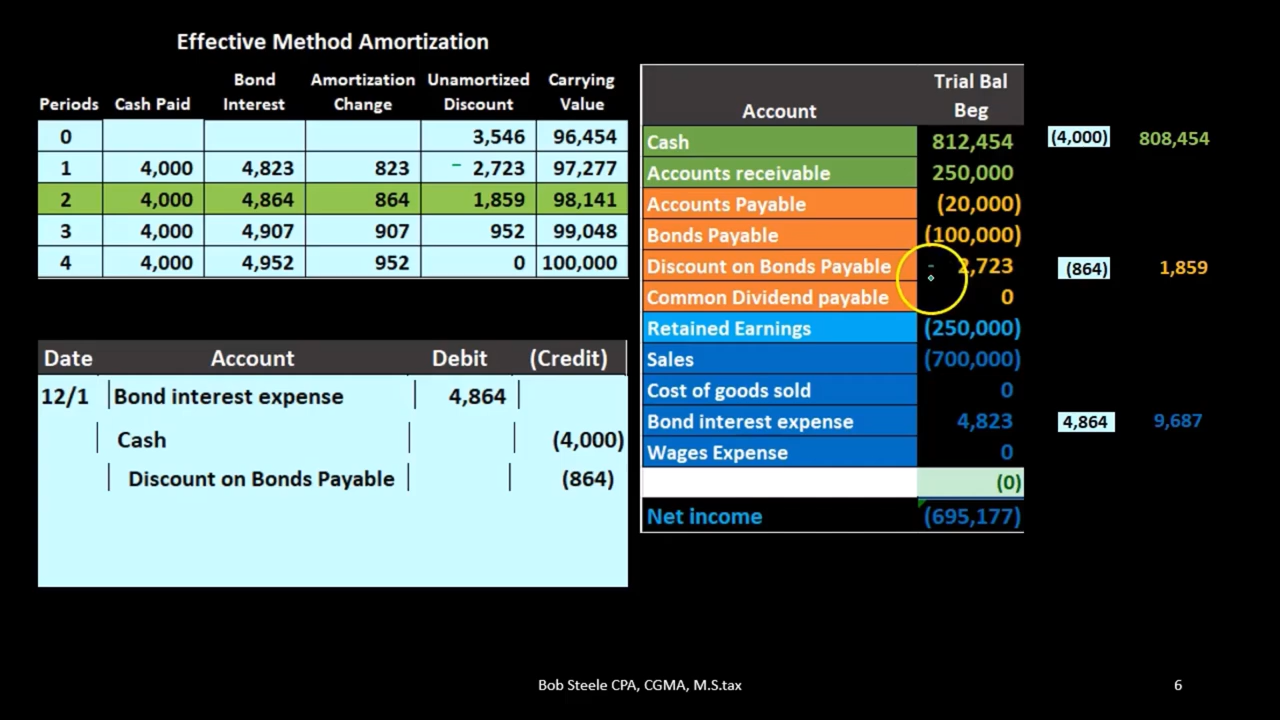 Effective Method Amortization
Periods Cash Paid Bond Interest Amortization Change Unamortized Discount Carrying Value
0 3,546 96,454
1 4,000 4,823 823 - 2,723 97,277
2 4,000 4,864 864 1,859 98,141
3 4,000 4,907 907 952 99,048
4 4,000 4,952 952 0 100,000
Date Account Debit (Credit)
12/1 Bond interest expense 4,864
Cash (4,000)
Discount on Bonds Payable (864)
Account Trial Bal Beg
Cash 812,454 (4,000) 808,454
Accounts receivable 250,000
Accounts Payable (20,000)
Bonds Payable (100,000)
Discount on Bonds Payable - 2,723 (864) 1,859
Common Dividend payable 0
Retained Earnings (250,000)
Sales (700,000)
Cost of goods sold 0
Bond interest expense 4,823 4,864 9,687
Wages Expense 0
(0)
Net income (695,177)
Bob Steele CPA, CGMA, M.S.tax 6